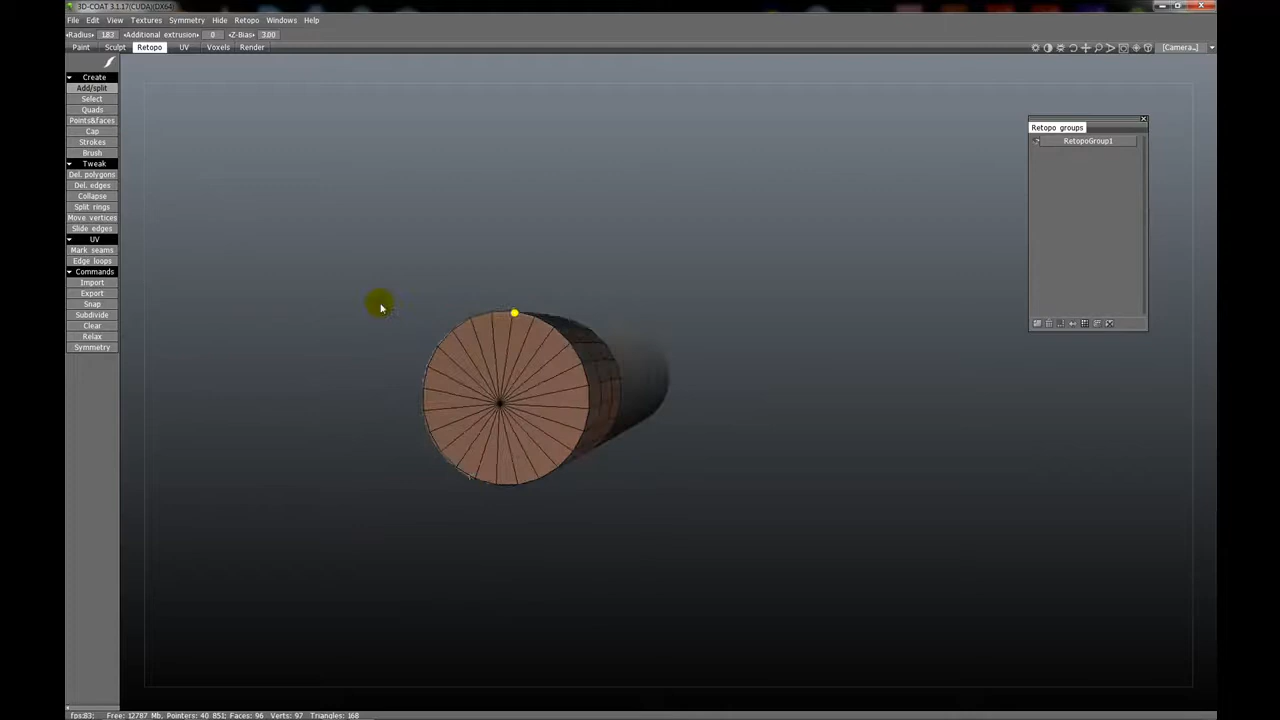 3D-COAT 3.1.17(CUDA)(DX64)
File Edit View Textures Symmetry Hide Retopo Windows Help
Radius 1.83 Additional extrusion 0 Z-Bias 3.00
Paint Sculpt Retopo UV Voxels Render [Camera..]
Create
Add/split
Select
Quads
Points&faces
Cap
Strokes
Brush
Tweak
Del. polygons
Del. edges
Collapse
Split rings
Move vertices
Slide edges
UV
Mark seams
Edge loops
Commands
Import
Export
Snap
Subdivide
Clear
Relax
Symmetry
Retopo groups
RetopoGroup1
fps:83; Free: 12787 Mb, Pointers: 40 851; Faces: 96 Verts: 97 Triangles: 168